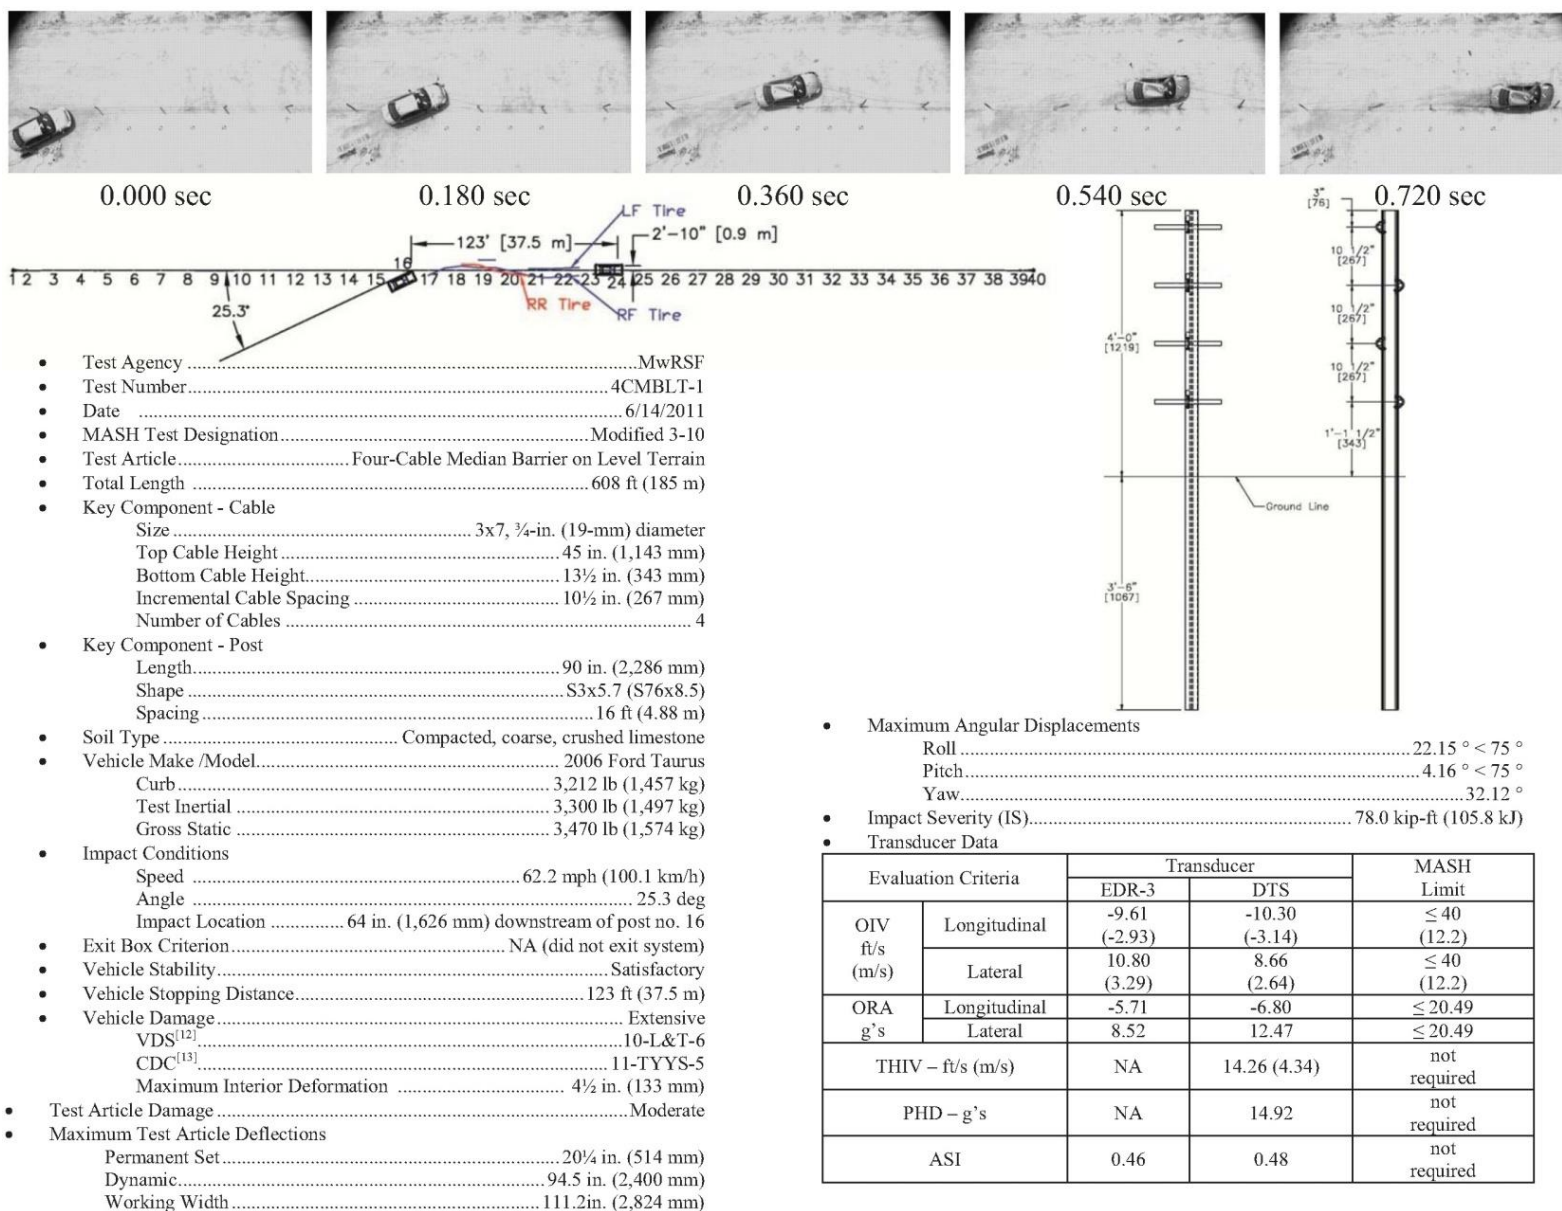 0.000 sec
0.180 sec
0.360 sec
0.540 sec
0.720 sec
LF Tire
123' [37.5 m]
2'-10" [0.9 m]
16
1 2 3 4 5 6 7 8 9 10 11 12 13 14 15 17 18 19 20 21 22 23 24 25 26 27 28 29 30 31 32 33 34 35 36 37 38 39 40
25.3°
RR Tire
RF Tire
3"
[76]
10 1/2"
[267]
10 1/2"
[267]
10 1/2"
[267]
1'-1 1/2"
[343]
4'-0"
[1219]
Ground Line
3'-6"
[1067]
• Test Agency MwRSF
• Test Number 4CMBLT-1
• Date 6/14/2011
• MASH Test Designation Modified 3-10
• Test Article Four-Cable Median Barrier on Level Terrain
• Total Length 608 ft (185 m)
• Key Component - Cable
Size 3x7, ¾-in. (19-mm) diameter
Top Cable Height 45 in. (1,143 mm)
Bottom Cable Height 13½ in. (343 mm)
Incremental Cable Spacing 10½ in. (267 mm)
Number of Cables 4
• Key Component - Post
Length 90 in. (2,286 mm)
Shape S3x5.7 (S76x8.5)
Spacing 16 ft (4.88 m)
• Soil Type Compacted, coarse, crushed limestone
• Vehicle Make /Model 2006 Ford Taurus
Curb 3,212 lb (1,457 kg)
Test Inertial 3,300 lb (1,497 kg)
Gross Static 3,470 lb (1,574 kg)
• Impact Conditions
Speed 62.2 mph (100.1 km/h)
Angle 25.3 deg
Impact Location 64 in. (1,626 mm) downstream of post no. 16
• Exit Box Criterion NA (did not exit system)
• Vehicle Stability Satisfactory
• Vehicle Stopping Distance 123 ft (37.5 m)
• Vehicle Damage Extensive
VDS[12] 10-L&T-6
CDC[13] 11-TYYS-5
Maximum Interior Deformation 4½ in. (133 mm)
• Test Article Damage Moderate
• Maximum Test Article Deflections
Permanent Set 20¼ in. (514 mm)
Dynamic 94.5 in. (2,400 mm)
Working Width 111.2in. (2,824 mm)
• Maximum Angular Displacements
Roll 22.15 ° < 75 °
Pitch 4.16 ° < 75 °
Yaw 32.12 °
• Impact Severity (IS) 78.0 kip-ft (105.8 kJ)
• Transducer Data
Evaluation Criteria Transducer MASH Limit
EDR-3 DTS
OIV ft/s (m/s) Longitudinal -9.61 (-2.93) -10.30 (-3.14) ≤ 40 (12.2)
Lateral 10.80 (3.29) 8.66 (2.64) ≤ 40 (12.2)
ORA g's Longitudinal -5.71 -6.80 ≤ 20.49
Lateral 8.52 12.47 ≤ 20.49
THIV – ft/s (m/s) NA 14.26 (4.34) not required
PHD – g's NA 14.92 not required
ASI 0.46 0.48 not required